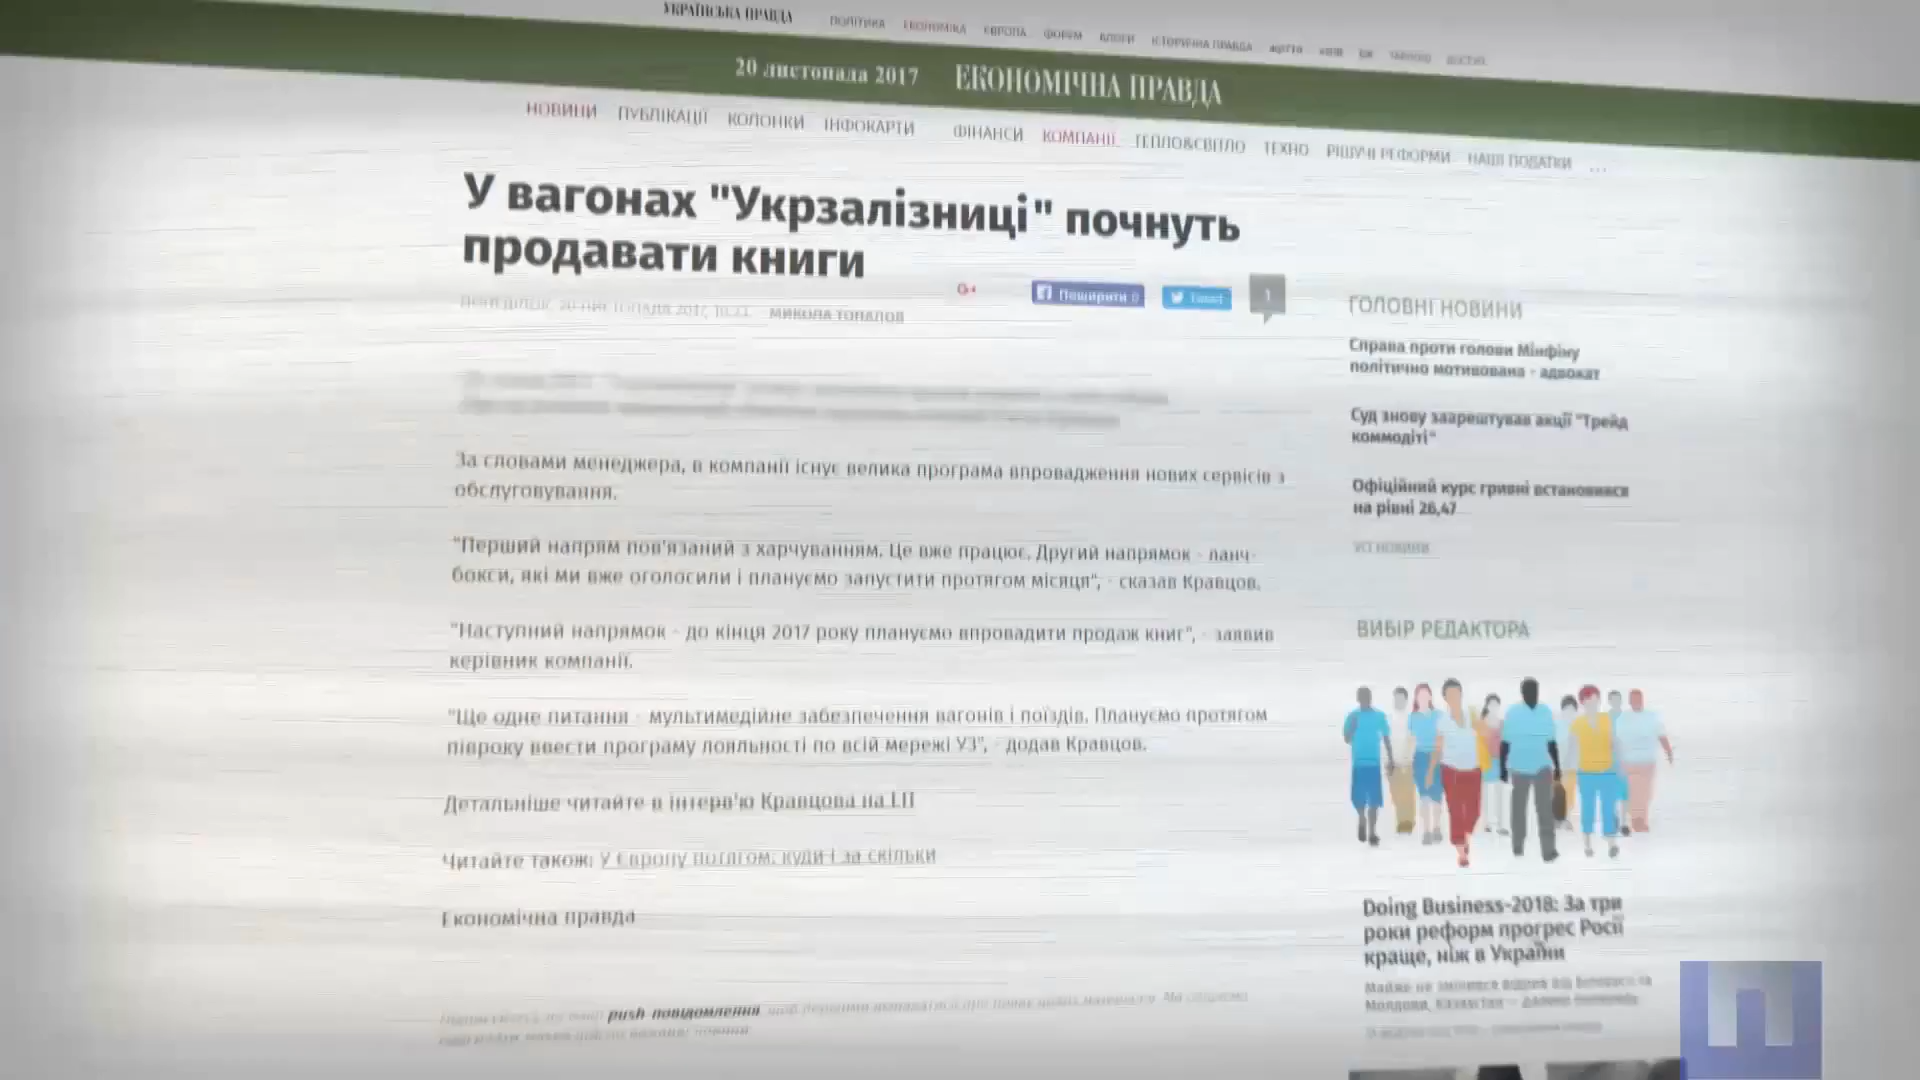 УКРАЇНСЬКА ПРАВДА
ПОЛІТИКА ЕКОНОМІКА ЄВРОПА ФОРУМ БЛОГИ ІСТОРИЧНА ПРАВДА ЖИТТЯ КИЇВ
20 листопада 2017 ЕКОНОМІЧНА ПРАВДА
НОВИНИ ПУБЛІКАЦІЇ КОЛОНКИ ІНФОКАРТИ ФІНАНСИ КОМПАНІЇ ТЕПЛО&СВІТЛО ТЕХНО РІШУЧІ РЕФОРМИ НАШІ ПОДАТКИ ...
У вагонах "Укрзалізниці" почнуть
продавати книги
G+ Поширити 0 Tweet 1
МИКОЛА ТОПАЛОВ
За словами менеджера, в компанії існує велика програма впровадження нових сервісів з
обслуговування.
"Перший напрям пов'язаний з харчуванням. Це вже працює. Другий напрямок - ланч-
бокси, які ми вже оголосили і плануємо запустити протягом місяця", - сказав Кравцов.
"Наступний напрямок - до кінця 2017 року плануємо впровадити продаж книг", - заявив
керівник компанії.
"Ще одне питання - мультимедійне забезпечення вагонів і поїздів. Плануємо протягом
півроку ввести програму лояльності по всій мережі УЗ", - додав Кравцов.
Детальніше читайте в інтерв'ю Кравцова на ЕП
Читайте також: У Європу потягом: куди і за скільки
Економічна правда
push-повідомлення
ГОЛОВНІ НОВИНИ
Справа проти голови Мінфіну
політично мотивована - адвокат
Суд знову заарештував акції "Трейд
коммодіті"
Офіційний курс гривні встановився
на рівні 26,47
УСІ НОВИНИ
ВИБІР РЕДАКТОРА
Doing Business-2018: За три
роки реформ прогрес Росії
краще, ніж в України